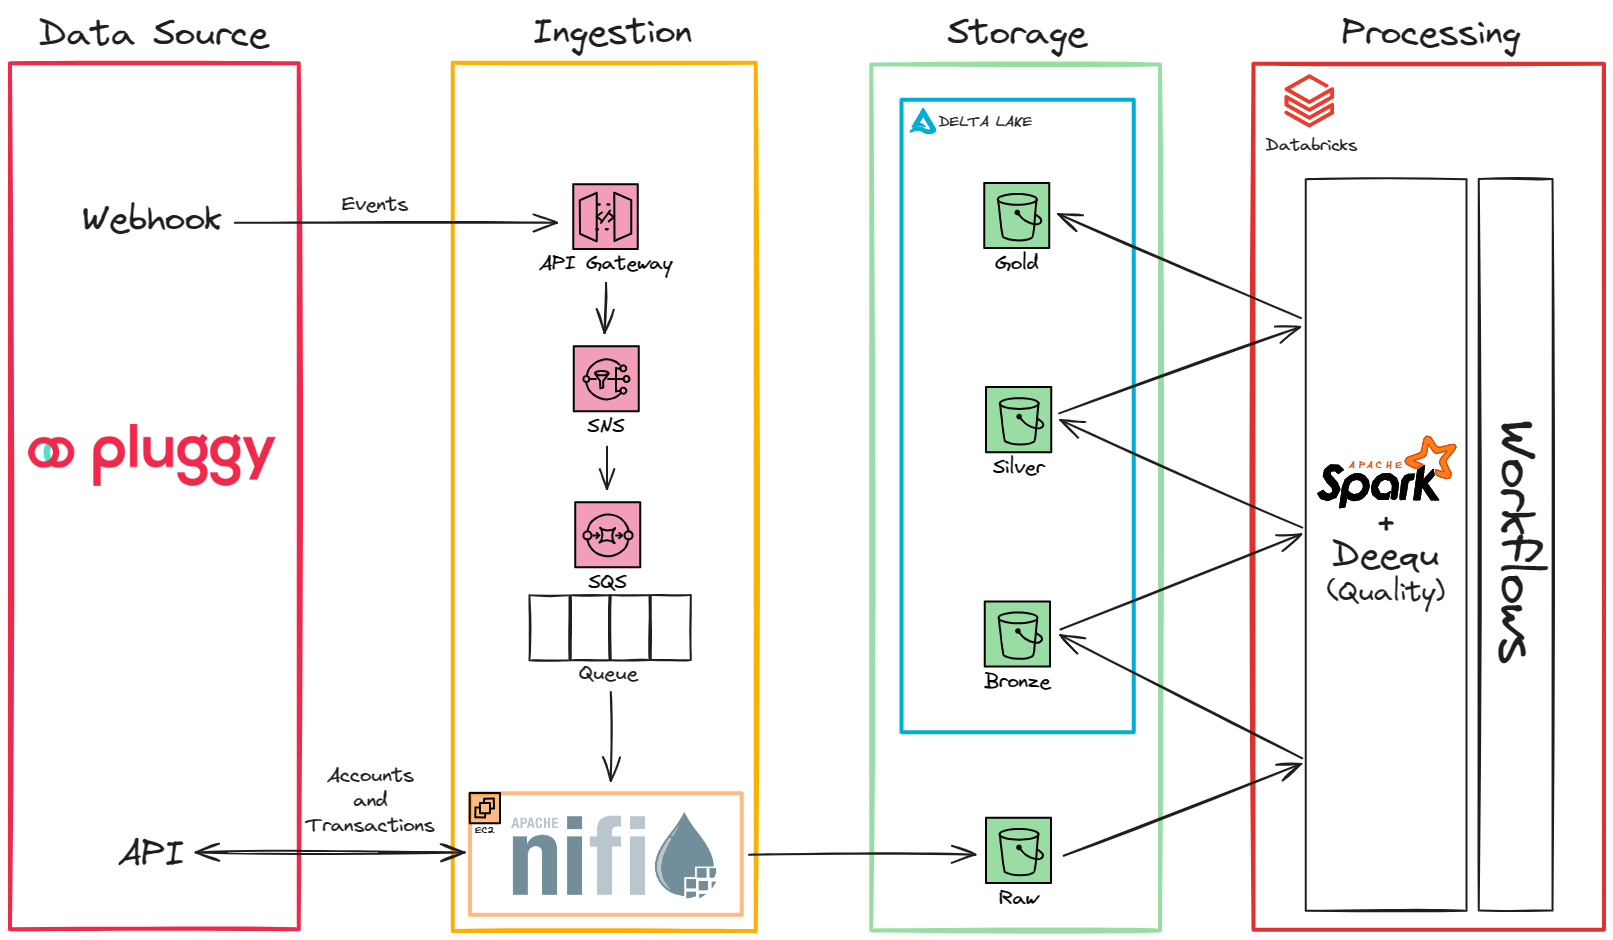 Data Source
Ingestion
Storage
Processing
DELTA LAKE
Databricks
Webhook
Events
API Gateway
Gold
SNS
Silver
pluggy
APACHE
Spark
+
Deequ
(Quality)
Workflows
SQS
Queue
Bronze
Accounts
and
Transactions
API
EC2
APACHE
nifi
Raw